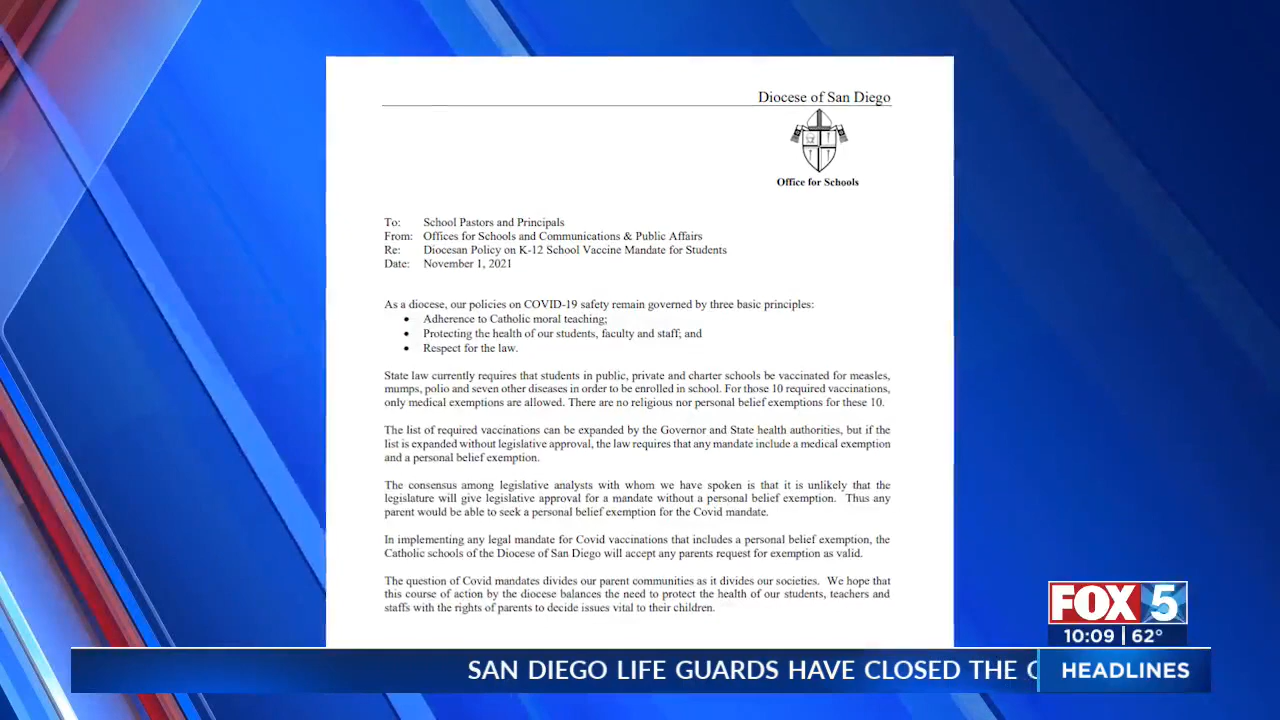 Diocese of San Diego
Office for Schools
To: School Pastors and Principals
From: Offices for Schools and Communications & Public Affairs
Re: Diocesan Policy on K-12 School Vaccine Mandate for Students
Date: November 1, 2021
As a diocese, our policies on COVID-19 safety remain governed by three basic principles:
• Adherence to Catholic moral teaching;
• Protecting the health of our students, faculty and staff; and
• Respect for the law.
State law currently requires that students in public, private and charter schools be vaccinated for measles,
mumps, polio and seven other diseases in order to be enrolled in school. For those 10 required vaccinations,
only medical exemptions are allowed. There are no religious nor personal belief exemptions for these 10.
The list of required vaccinations can be expanded by the Governor and State health authorities, but if the
list is expanded without legislative approval, the law requires that any mandate include a medical exemption
and a personal belief exemption.
The consensus among legislative analysts with whom we have spoken is that it is unlikely that the
legislature will give legislative approval for a mandate without a personal belief exemption. Thus any
parent would be able to seek a personal belief exemption for the Covid mandate.
In implementing any legal mandate for Covid vaccinations that includes a personal belief exemption, the
Catholic schools of the Diocese of San Diego will accept any parents request for exemption as valid.
The question of Covid mandates divides our parent communities as it divides our societies. We hope that
this course of action by the diocese balances the need to protect the health of our students, teachers and
staffs with the rights of parents to decide issues vital to their children.
FOX 5
10:09 | 62°
SAN DIEGO LIFE GUARDS HAVE CLOSED THE
HEADLINES